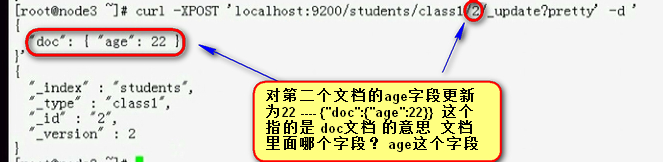 [root@node3 ~]# curl -XPOST 'localhost:9200/students/class1/2/_update?pretty' -d '
{
"doc": { "age": 22 }
}'
{
"_index" : "students",
"_type" : "class1",
"_id" : "2",
"_version" : 2
}
对第二个文档的age字段更新
为22 ---- {"doc":{"age":22}} 这个
指的是 doc文档 的意思 文档
里面哪个字段？ age这个字段